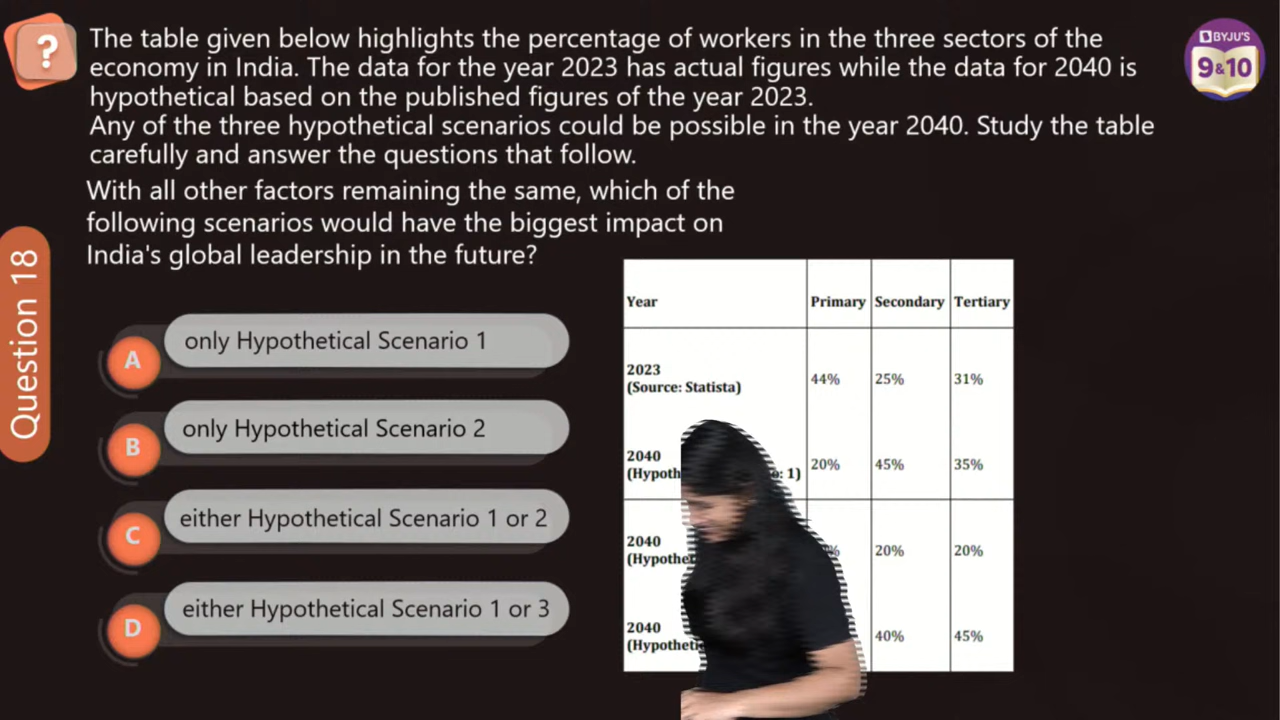 ?
The table given below highlights the percentage of workers in the three sectors of the
economy in India. The data for the year 2023 has actual figures while the data for 2040 is
hypothetical based on the published figures of the year 2023.
Any of the three hypothetical scenarios could be possible in the year 2040. Study the table
carefully and answer the questions that follow.
BYJU'S
9&10
With all other factors remaining the same, which of the
following scenarios would have the biggest impact on
India's global leadership in the future?
Question 18
A only Hypothetical Scenario 1
B only Hypothetical Scenario 2
C either Hypothetical Scenario 1 or 2
D either Hypothetical Scenario 1 or 3
Year Primary Secondary Tertiary
2023
(Source: Statista) 44% 25% 31%
2040
1) 20% 45% 35%
2040
20% 20%
2040
40% 45%